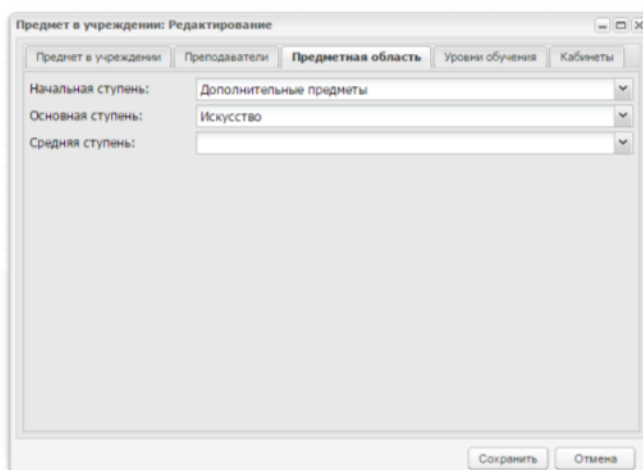 Предмет в учреждении: Редактирование
Предмет в учреждении Преподаватели Предметная область Уровни обучения Кабинеты
Начальная ступень: Дополнительные предметы
Основная ступень: Искусство
Средняя ступень:
Сохранить Отмена